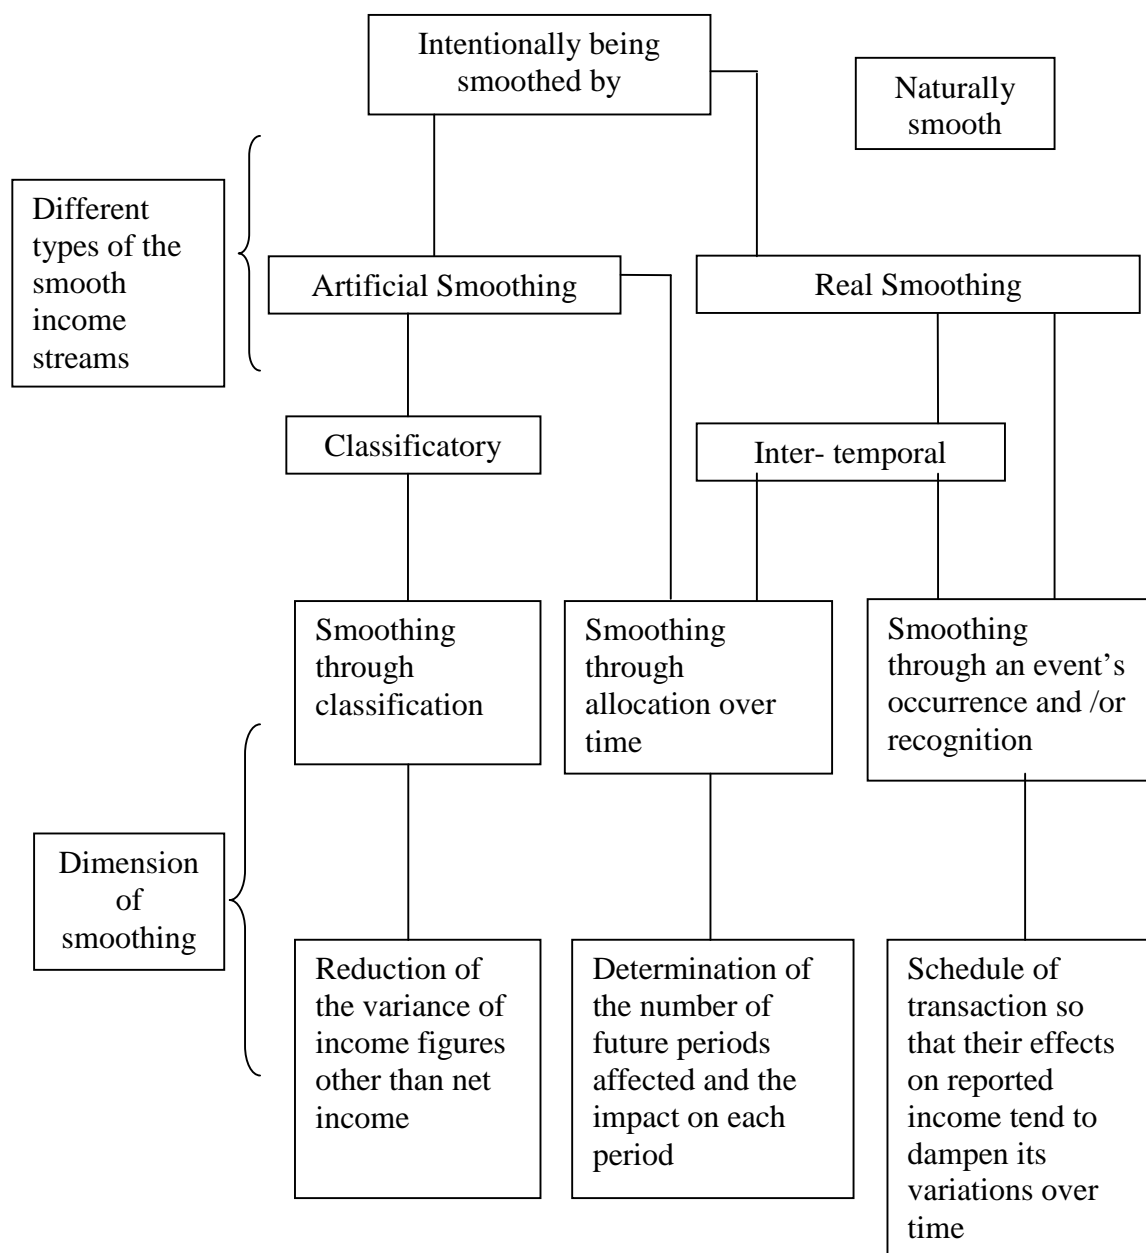 Intentionally being
smoothed by
Naturally
smooth
Different
types of the
smooth
income
streams
Artificial Smoothing
Real Smoothing
Classificatory
Inter- temporal
Smoothing
through
classification
Smoothing
through
allocation over
time
Smoothing
through an event’s
occurrence and /or
recognition
Dimension
of
smoothing
Reduction of
the variance of
income figures
other than net
income
Determination of
the number of
future periods
affected and the
impact on each
period
Schedule of
transaction so
that their effects
on reported
income tend to
dampen its
variations over
time